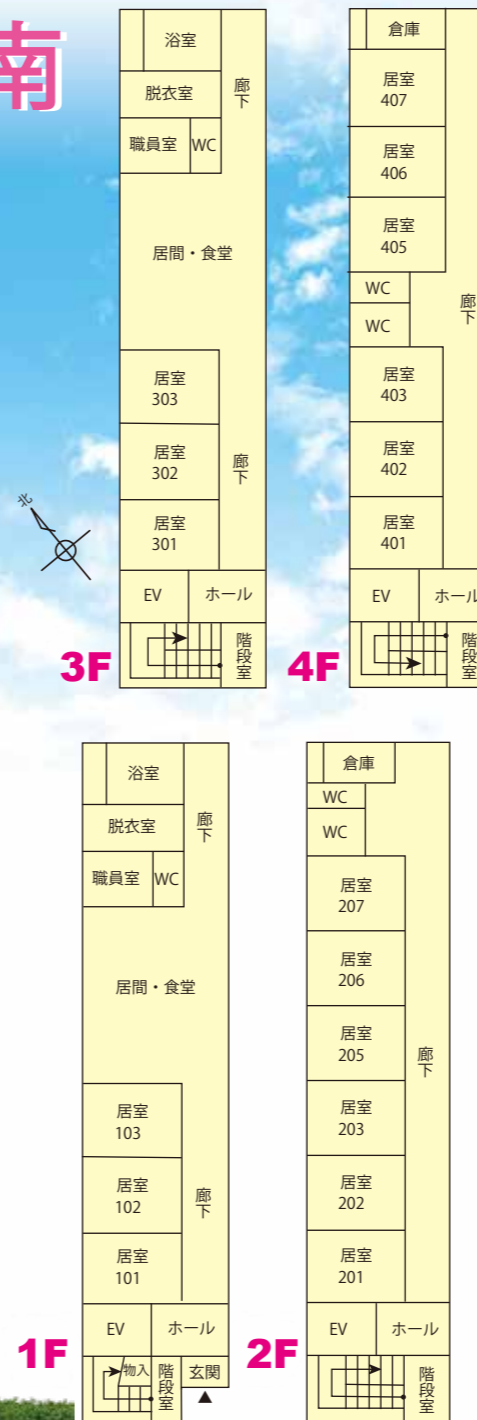 南
浴室
脱衣室
職員室 WC
廊下
居間・食堂
居室
303
居室
302
居室
301
廊下
EV ホール
階段室
3F
北
倉庫
居室
407
居室
406
居室
405
WC
WC
廊下
居室
403
居室
402
居室
401
EV ホール
階段室
4F
浴室
脱衣室
職員室 WC
廊下
居間・食堂
居室
103
居室
102
居室
101
廊下
EV ホール
物入 階段室 玄関
1F
倉庫
WC
WC
居室
207
居室
206
居室
205
居室
203
居室
202
居室
201
廊下
EV ホール
階段室
2F